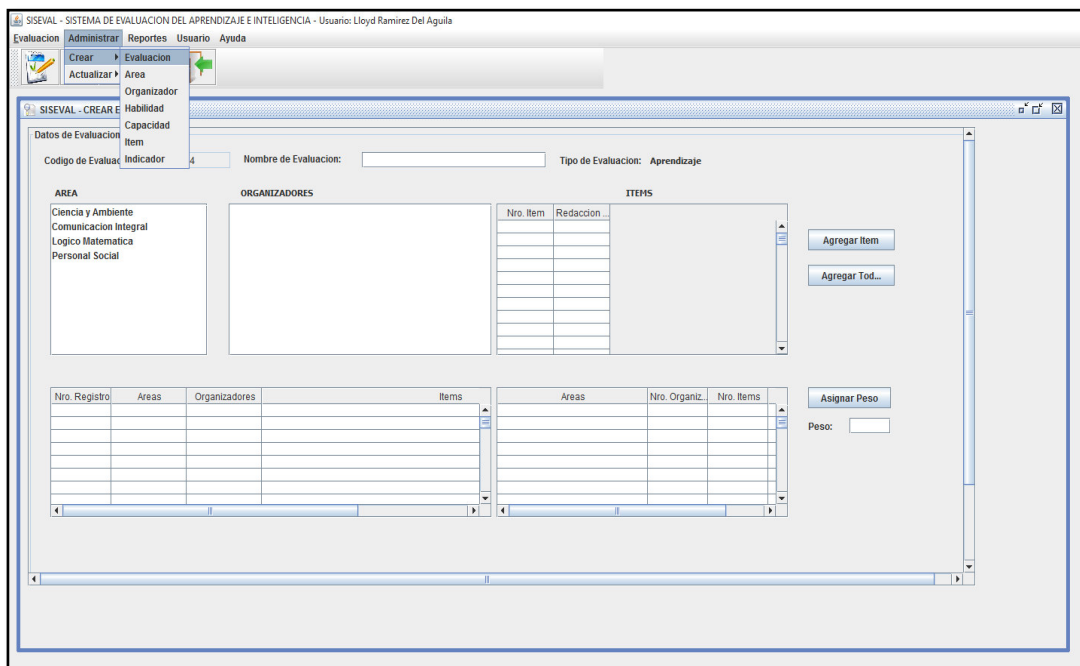 SISEVAL - SISTEMA DE EVALUACION DEL APRENDIZAJE E INTELIGENCIA - Usuario: Lloyd Ramirez Del Aguila
Evaluacion Administrar Reportes Usuario Ayuda
Crear
Actualizar
Evaluacion
Area
Organizador
Habilidad
Capacidad
Item
Indicador
SISEVAL - CREAR E
Datos de Evaluacion
Codigo de Evaluac 4 Nombre de Evaluacion: Tipo de Evaluacion: Aprendizaje
AREA ORGANIZADORES ITEMS
Ciencia y Ambiente
Comunicacion Integral
Logico Matematica
Personal Social
Nro. Item Redaccion ...
Agregar Item
Agregar Tod...
Nro. Registro Areas Organizadores Items
Areas Nro. Organiz... Nro. Items
Asignar Peso
Peso: